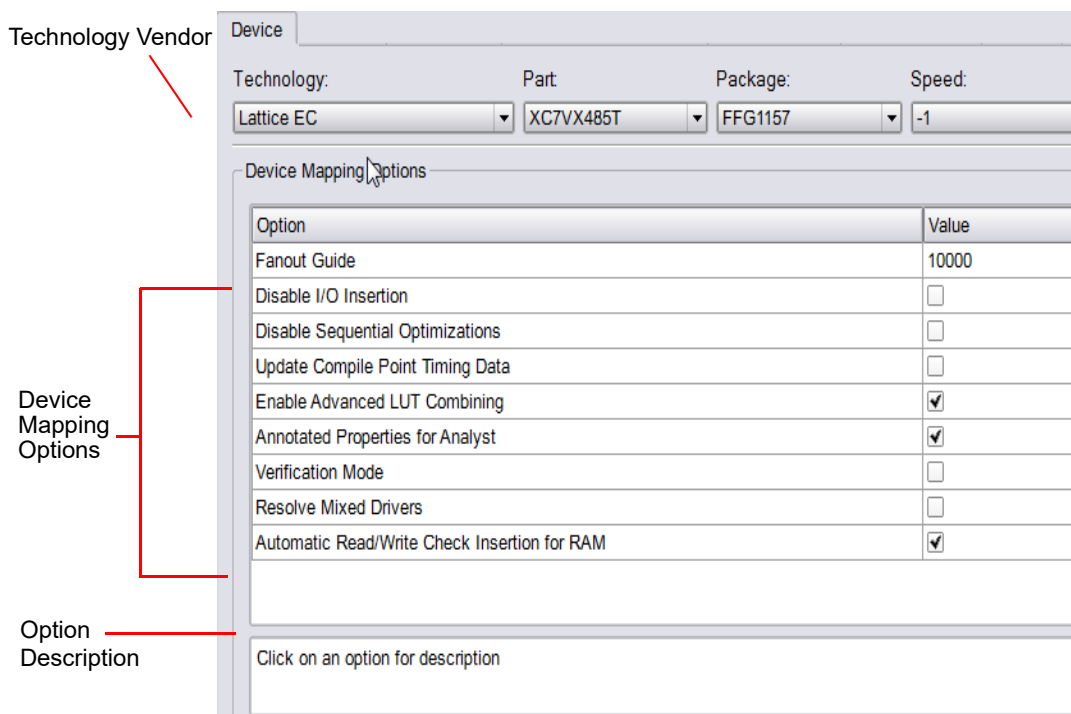 Technology Vendor
Device
Technology:
Part:
Package:
Speed:
Lattice EC
XC7VX485T
FFG1157
-1
Device Mapping Options
Option
Value
Fanout Guide
10000
Disable I/O Insertion
Disable Sequential Optimizations
Update Compile Point Timing Data
Enable Advanced LUT Combining
Annotated Properties for Analyst
Verification Mode
Resolve Mixed Drivers
Automatic Read/Write Check Insertion for RAM
Device
Mapping
Options
Option
Description
Click on an option for description